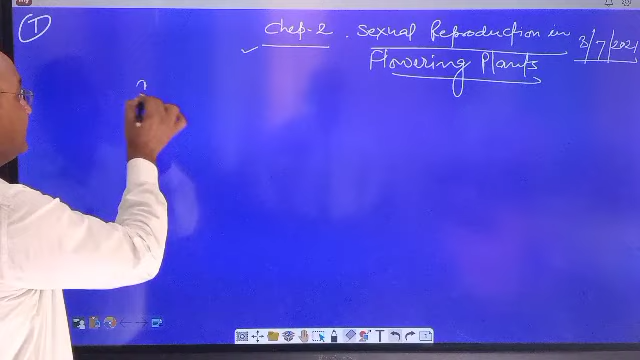 1
Chap-2. Sexual Reproduction in
Flowering Plants
3/7/2021
T